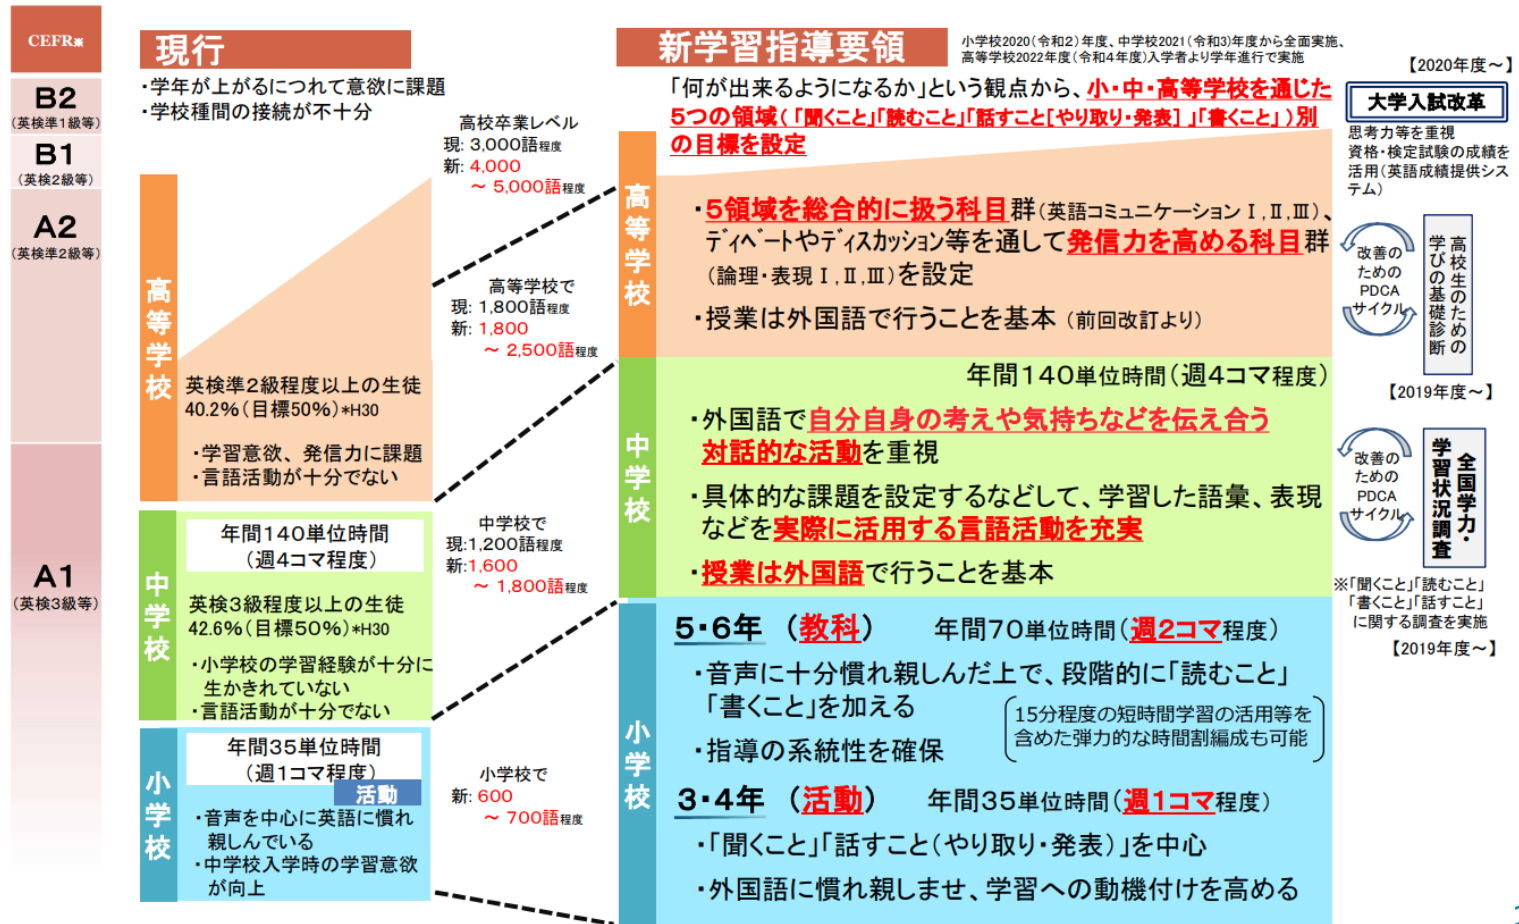 CEFR※
B2
(英検準1級等)
B1
(英検2級等)
A2
(英検準2級等)
A1
(英検3級等)
現行
・学年が上がるにつれて意欲に課題
・学校種間の接続が不十分
高等学校
英検準2級程度以上の生徒
40.2%(目標50%)*H30
・学習意欲、発信力に課題
・言語活動が十分でない
中学校
年間140単位時間
(週4コマ程度)
英検3級程度以上の生徒
42.6%(目標50%)*H30
・小学校の学習経験が十分に
生かきれていない
・言語活動が十分でない
小学校
年間35単位時間
(週1コマ程度)
活動
・音声を中心に英語に慣れ
親しんでいる
・中学校入学時の学習意欲
が向上
高校卒業レベル
現: 3,000語程度
新: 4,000
～ 5,000語程度
高等学校で
現: 1,800語程度
新: 1,800
～ 2,500語程度
中学校で
現:1,200語程度
新:1,600
～ 1,800語程度
小学校で
新: 600
～ 700語程度
新学習指導要領
小学校2020(令和2)年度、中学校2021(令和3)年度から全面実施、
高等学校2022年度(令和4年度)入学者より学年進行で実施
「何が出来るようになるか」という観点から、小・中・高等学校を通じた
5つの領域(「聞くこと」「読むこと」「話すこと[やり取り・発表]」「書くこと」)別
の目標を設定
高等学校
・5領域を総合的に扱う科目群(英語コミュニケーションⅠ,Ⅱ,Ⅲ)、
ディベートやディスカッション等を通して発信力を高める科目群
(論理・表現Ⅰ,Ⅱ,Ⅲ)を設定
・授業は外国語で行うことを基本 (前回改訂より)
中学校
年間140単位時間(週4コマ程度)
・外国語で自分自身の考えや気持ちなどを伝え合う
対話的な活動を重視
・具体的な課題を設定するなどして、学習した語彙、表現
などを実際に活用する言語活動を充実
・授業は外国語で行うことを基本
小学校
5・6年 (教科) 年間70単位時間(週2コマ程度)
・音声に十分慣れ親しんだ上で、段階的に「読むこと」
「書くこと」を加える
・指導の系統性を確保
15分程度の短時間学習の活用等を
含めた弾力的な時間割編成も可能
3・4年 (活動) 年間35単位時間(週1コマ程度)
・「聞くこと」「話すこと(やり取り・発表)」を中心
・外国語に慣れ親しませ、学習への動機付けを高める
【2020年度～】
大学入試改革
思考力等を重視
資格・検定試験の成績を
活用(英語成績提供シス
テム)
改善の
ための
PDCA
サイクル
高校生のための
学びの基礎診断
【2019年度～】
改善の
ための
PDCA
サイクル
全国学力・
学習状況調査
※「聞くこと」「読むこと」
「書くこと」「話すこと」
に関する調査を実施
【2019年度～】